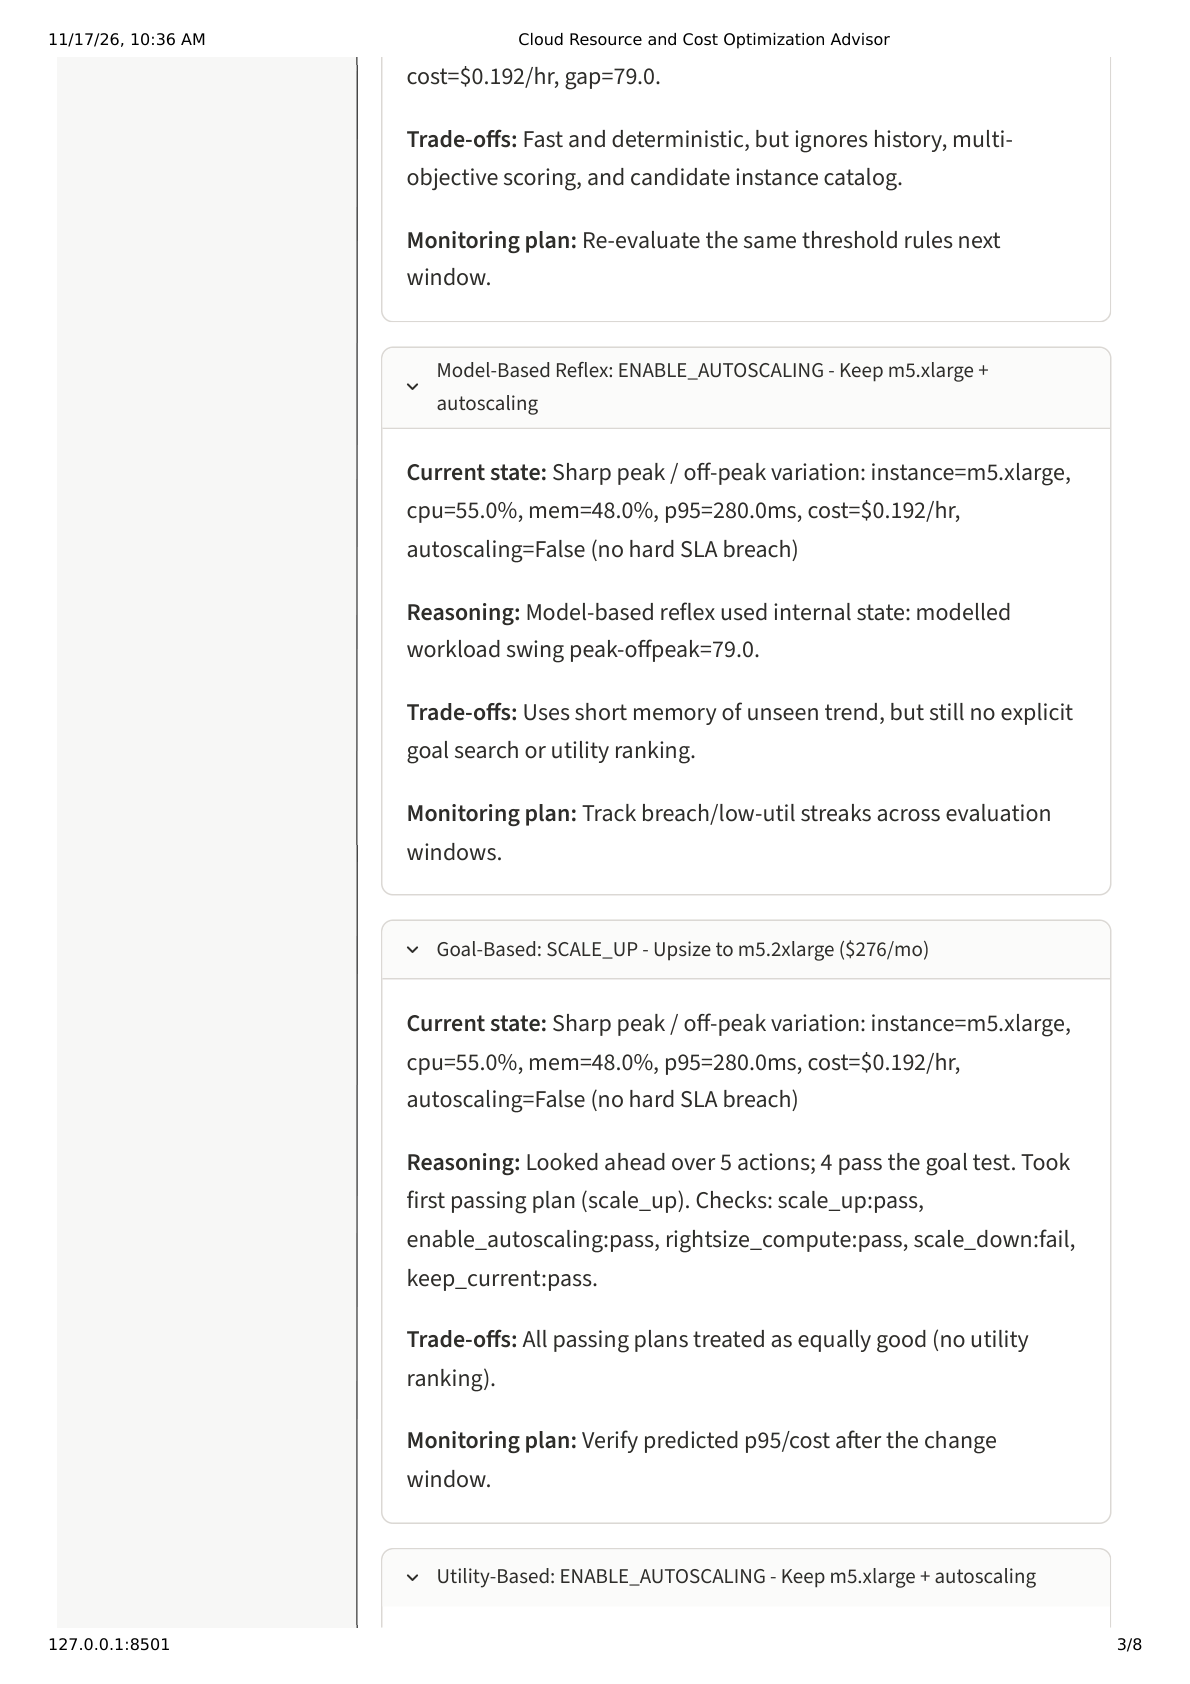 11/17/26, 10:36 AM
Cloud Resource and Cost Optimization Advisor
cost=$0.192/hr, gap=79.0.
Trade-offs: Fast and deterministic, but ignores history, multi-
objective scoring, and candidate instance catalog.
Monitoring plan: Re-evaluate the same threshold rules next
window.
Model-Based Reflex: ENABLE_AUTOSCALING - Keep m5.xlarge +
autoscaling
Current state: Sharp peak / off-peak variation: instance=m5.xlarge,
cpu=55.0%, mem=48.0%, p95=280.0ms, cost=$0.192/hr,
autoscaling=False (no hard SLA breach)
Reasoning: Model-based reflex used internal state: modelled
workload swing peak-offpeak=79.0.
Trade-offs: Uses short memory of unseen trend, but still no explicit
goal search or utility ranking.
Monitoring plan: Track breach/low-util streaks across evaluation
windows.
Goal-Based: SCALE_UP - Upsize to m5.2xlarge ($276/mo)
Current state: Sharp peak / off-peak variation: instance=m5.xlarge,
cpu=55.0%, mem=48.0%, p95=280.0ms, cost=$0.192/hr,
autoscaling=False (no hard SLA breach)
Reasoning: Looked ahead over 5 actions; 4 pass the goal test. Took
first passing plan (scale_up). Checks: scale_up:pass,
enable_autoscaling:pass, rightsize_compute:pass, scale_down:fail,
keep_current:pass.
Trade-offs: All passing plans treated as equally good (no utility
ranking).
Monitoring plan: Verify predicted p95/cost after the change
window.
Utility-Based: ENABLE_AUTOSCALING - Keep m5.xlarge + autoscaling
127.0.0.1:8501
3/8